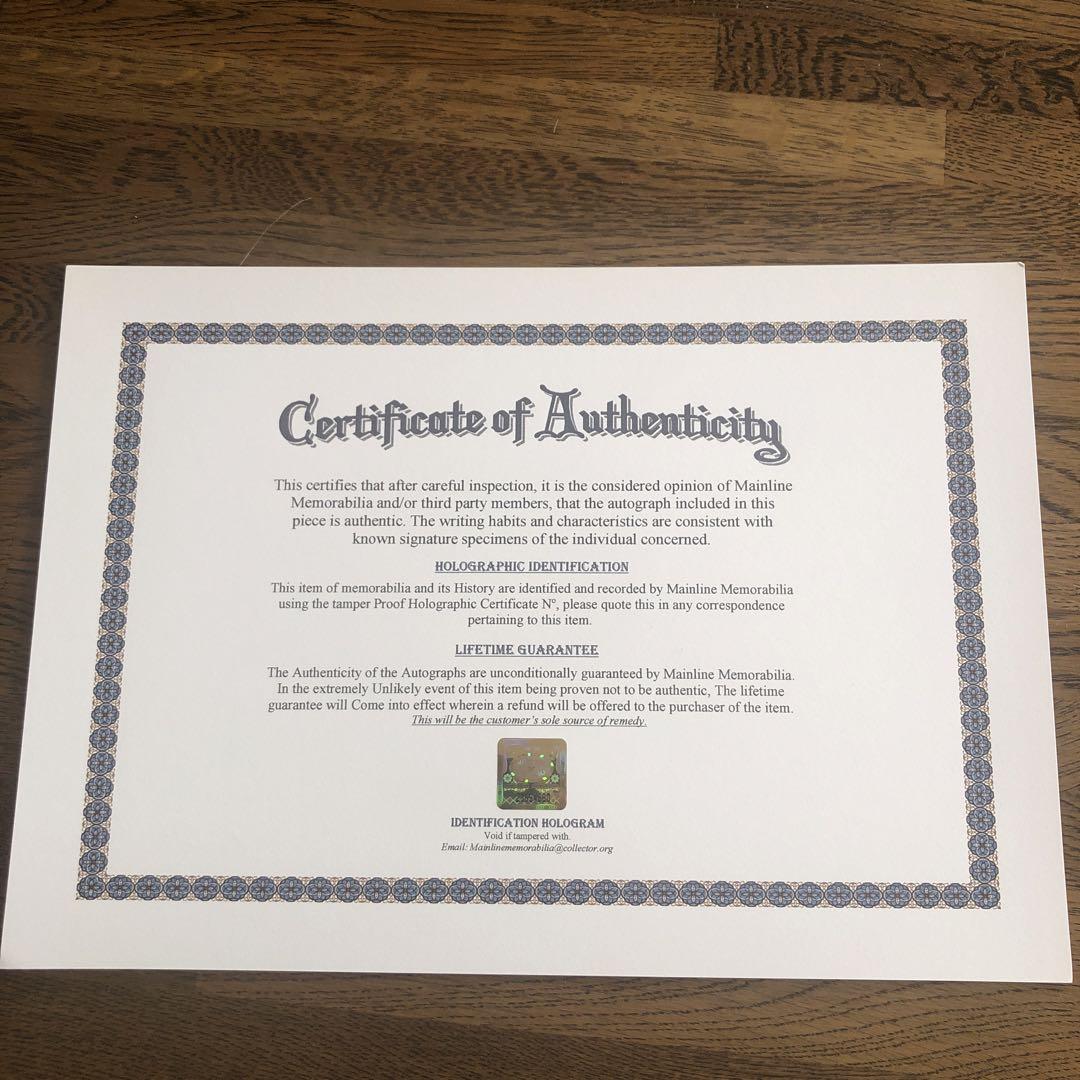 Certificate of Authenticity
This certifies that after careful inspection, it is the considered opinion of Mainline
Memorabilia and/or third party members, that the autograph included in this
piece is authentic. The writing habits and characteristics are consistent with
known signature specimens of the individual concerned.
HOLOGRAPHIC IDENTIFICATION
This item of memorabilia and its History are identified and recorded by Mainline Memorabilia
using the tamper Proof Holographic Certificate Nº, please quote this in any correspondence
pertaining to this item.
LIFETIME GUARANTEE
The Authenticity of the Autographs are unconditionally guaranteed by Mainline Memorabilia.
In the extremely Unlikely event of this item being proven not to be authentic, The lifetime
guarantee will Come into effect wherein a refund will be offered to the purchaser of the item.
This will be the customer's sole source of remedy.
IDENTIFICATION HOLOGRAM
Void if tampered with.
Email: Mainlinememorabilia@collector.org